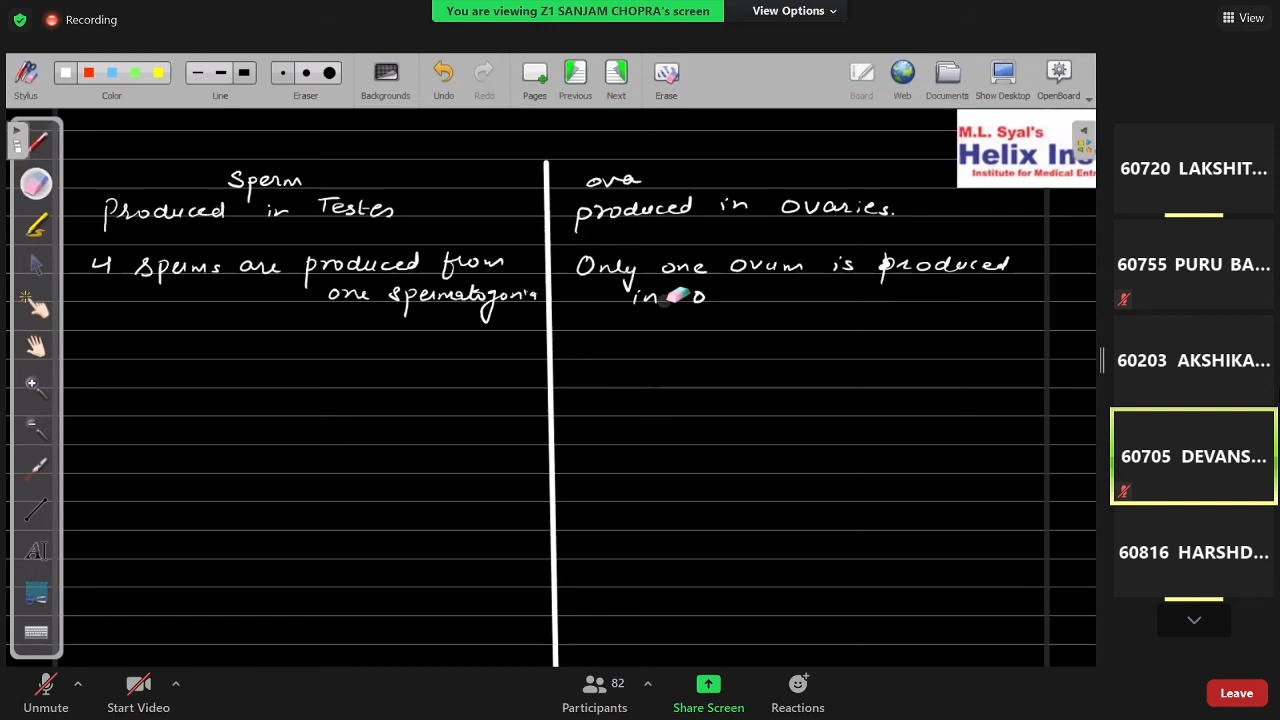 Recording
You are viewing Z1 SANJAM CHOPRA's screen
View Options
View
Stylus
Color
Line
Eraser
Backgrounds
Undo
Redo
Pages
Previous
Next
Erase
Board
Web
Documents
Show Desktop
OpenBoard
M.L. Syal's
Helix Ins
Institute for Medical Entr
Sperm
Produced in Testes
4 sperms are produced from
one spermatogonia
ova
produced in ovaries.
Only one ovum is produced
in o
60720 LAKSHIT...
60755 PURU BA...
60203 AKSHIKA...
60705 DEVANS...
60816 HARSHD...
Unmute
Start Video
82
Participants
Share Screen
Reactions
Leave